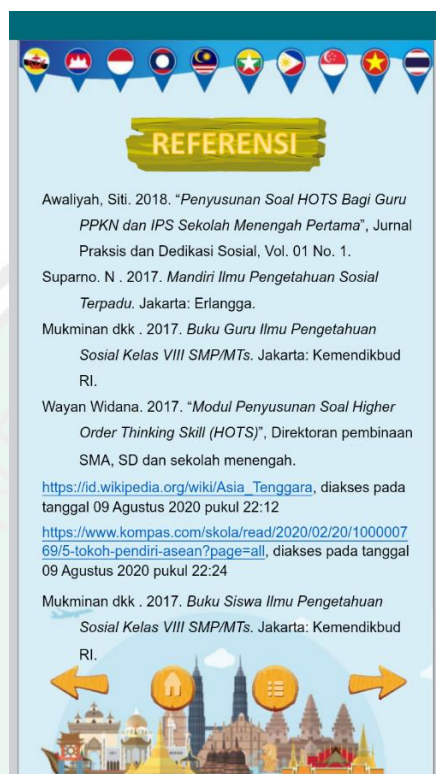 REFERENSI
Awaliyah, Siti. 2018. “Penyusunan Soal HOTS Bagi Guru
PPKN dan IPS Sekolah Menengah Pertama”, Jurnal
Praksis dan Dedikasi Sosial, Vol. 01 No. 1.
Suparno. N . 2017. Mandiri Ilmu Pengetahuan Sosial
Terpadu. Jakarta: Erlangga.
Mukminan dkk . 2017. Buku Guru Ilmu Pengetahuan
Sosial Kelas VIII SMP/MTs. Jakarta: Kemendikbud
RI.
Wayan Widana. 2017. “Modul Penyusunan Soal Higher
Order Thinking Skill (HOTS)”, Direktoran pembinaan
SMA, SD dan sekolah menengah.
https://id.wikipedia.org/wiki/Asia_Tenggara, diakses pada
tanggal 09 Agustus 2020 pukul 22:12
https://www.kompas.com/skola/read/2020/02/20/1000007
69/5-tokoh-pendiri-asean?page=all, diakses pada tanggal
09 Agustus 2020 pukul 22:24
Mukminan dkk . 2017. Buku Siswa Ilmu Pengetahuan
Sosial Kelas VIII SMP/MTs. Jakarta: Kemendikbud
RI.